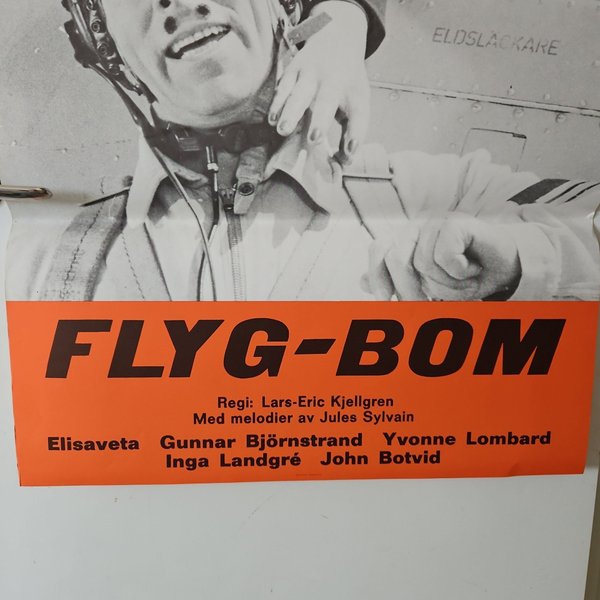 ELDSLÄCKARE
FLYG-BOM
Regi: Lars-Eric Kjellgren
Med melodier av Jules Sylvain
Elisaveta Gunnar Björnstrand Yvonne Lombard
Inga Landgré John Botvid